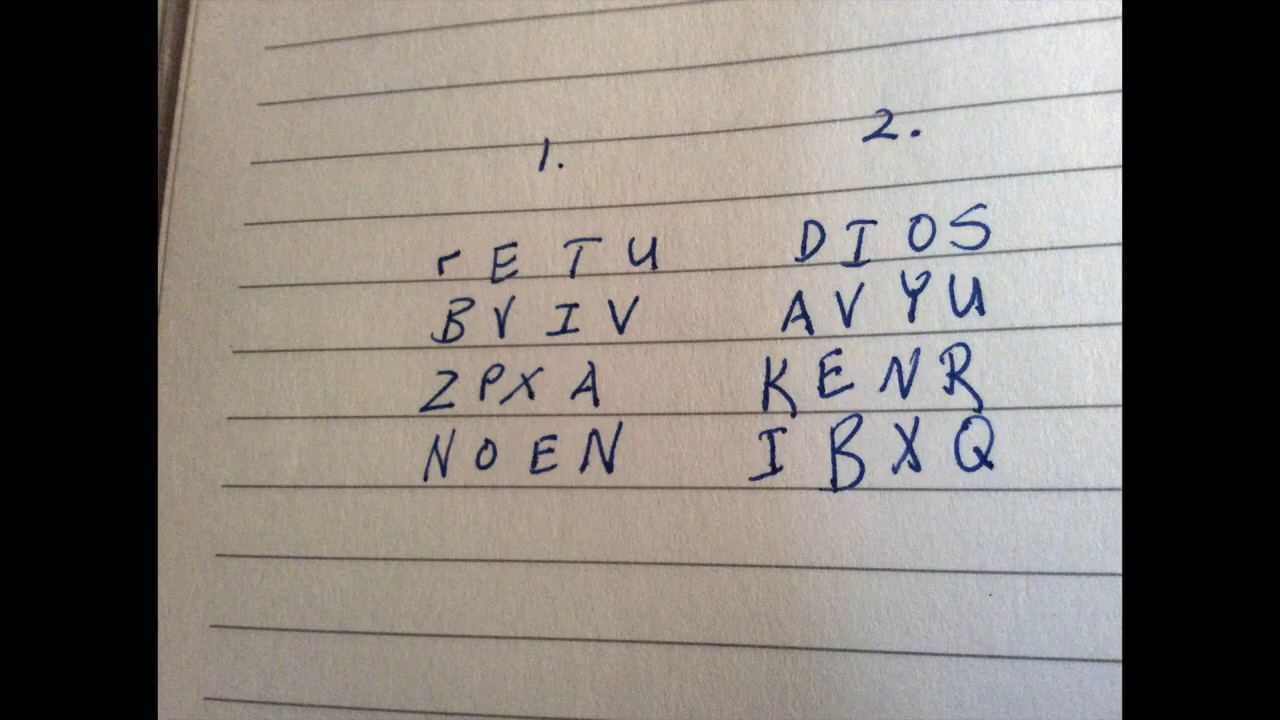 1. 2.
r E T U D I O S
B V I V A V Y U
Z P X A K E N R
N O E N I B X Q